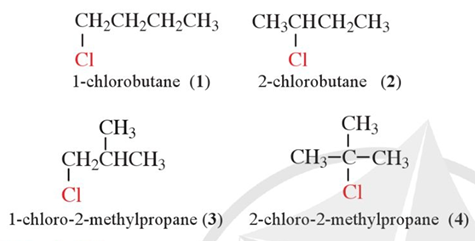 CH₂CH₂CH₂CH₃
Cl
1-chlorobutane (1)
CH₃CHCH₂CH₃
Cl
2-chlorobutane (2)
CH₃
CH₂CHCH₃
Cl
1-chloro-2-methylpropane (3)
CH₃
CH₃–C–CH₃
Cl
2-chloro-2-methylpropane (4)